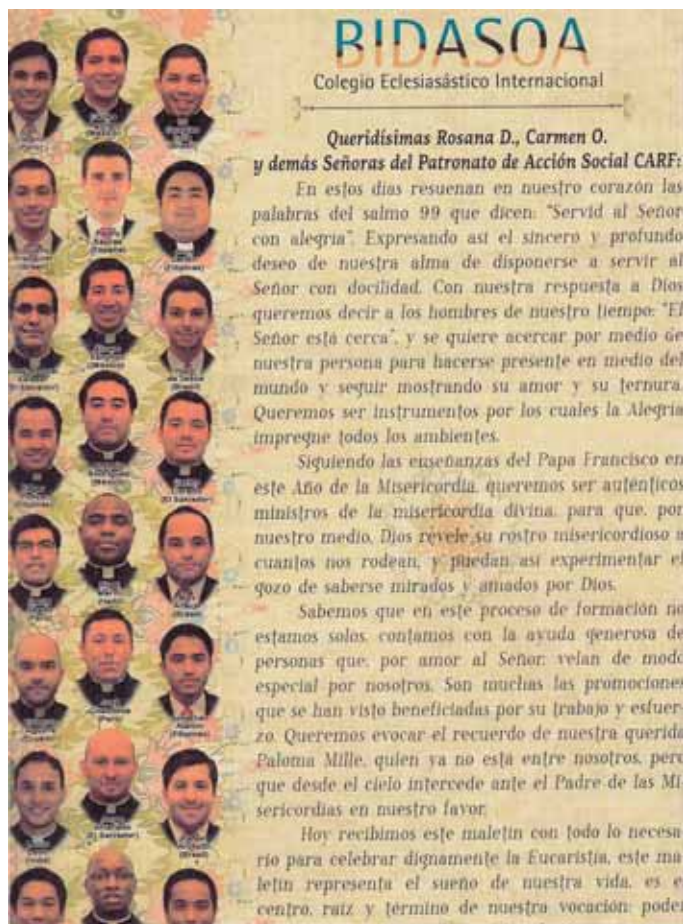 BIDASOA
Colegio Eclesiasástico Internacional
Queridísimas Rosana D., Carmen O.
y demás Señoras del Patronato de Acción Social CARF:
En estos días resuenan en nuestro corazón las
palabras del salmo 99 que dicen: "Servid al Señor
con alegría". Expresando así el sincero y profundo
deseo de nuestra alma de disponerse a servir al
Señor con docilidad. Con nuestra respuesta a Dios
queremos decir a los hombres de nuestro tiempo: "El
Señor está cerca", y se quiere acercar por medio de
nuestra persona para hacerse presente en medio del
mundo y seguir mostrando su amor y su ternura.
Queremos ser instrumentos por los cuales la Alegría
impregne todos los ambientes.
Siguiendo las enseñanzas del Papa Francisco en
este Año de la Misericordia, queremos ser auténticos
ministros de la misericordia divina, para que, por
nuestro medio, Dios revele su rostro misericordioso a
cuantos nos rodean, y puedan así experimentar el
gozo de saberse mirados y amados por Dios.
Sabemos que en este proceso de formación no
estamos solos, contamos con la ayuda generosa de
personas que, por amor al Señor, velan de modo
especial por nosotros. Son muchas las promociones
que se han visto beneficiadas por su trabajo y esfuer-
zo. Queremos evocar el recuerdo de nuestra querida
Paloma Mille, quien ya no está entre nosotros, pero
que desde el cielo intercede ante el Padre de las Mi
sericordias en nuestro favor.
Hoy recibimos este maletín con todo lo necesa
rio para celebrar dignamente la Eucaristía, este ma
letín representa el sueño de nuestra vida, es e
centro, raíz y término de nuestra vocación: poder